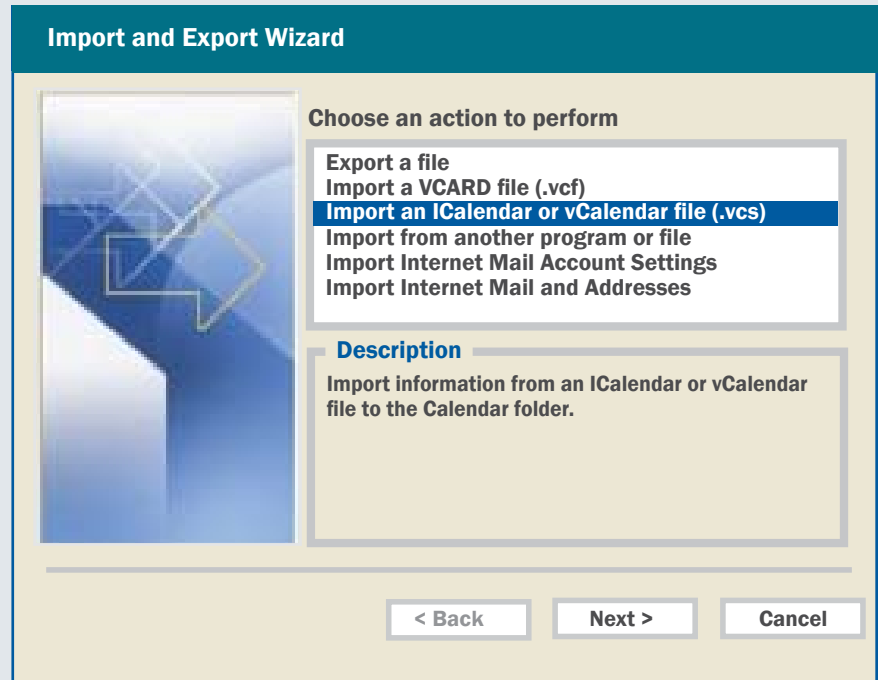 Import and Export Wizard
Choose an action to perform
Export a file
Import a VCARD file (.vcf)
Import an ICalendar or vCalendar file (.vcs)
Import from another program or file
Import Internet Mail Account Settings
Import Internet Mail and Addresses
Description
Import information from an ICalendar or vCalendar
file to the Calendar folder.
< Back
Next >
Cancel